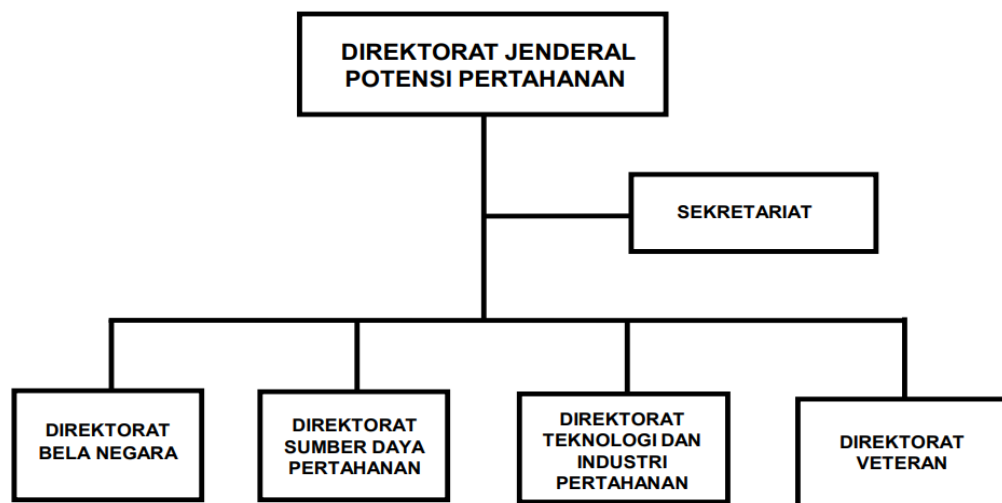 DIREKTORAT JENDERAL
POTENSI PERTAHANAN
SEKRETARIAT
DIREKTORAT
BELA NEGARA
DIREKTORAT
SUMBER DAYA
PERTAHANAN
DIREKTORAT
TEKNOLOGI DAN
INDUSTRI
PERTAHANAN
DIREKTORAT
VETERAN